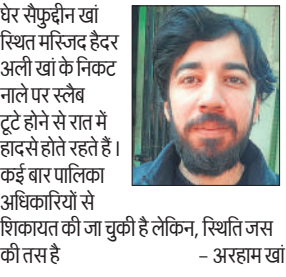 घेर सैफुद्दीन खां
स्थित मस्जिद हैदर
अली खां के निकट
नाले पर स्लैब
टूटे होने से रात में
हादसे होते रहते हैं ।
कई बार पालिका
अधिकारियों से
शिकायत की जा चुकी है लेकिन, स्थिति जस
की तस है – अरहाम खां